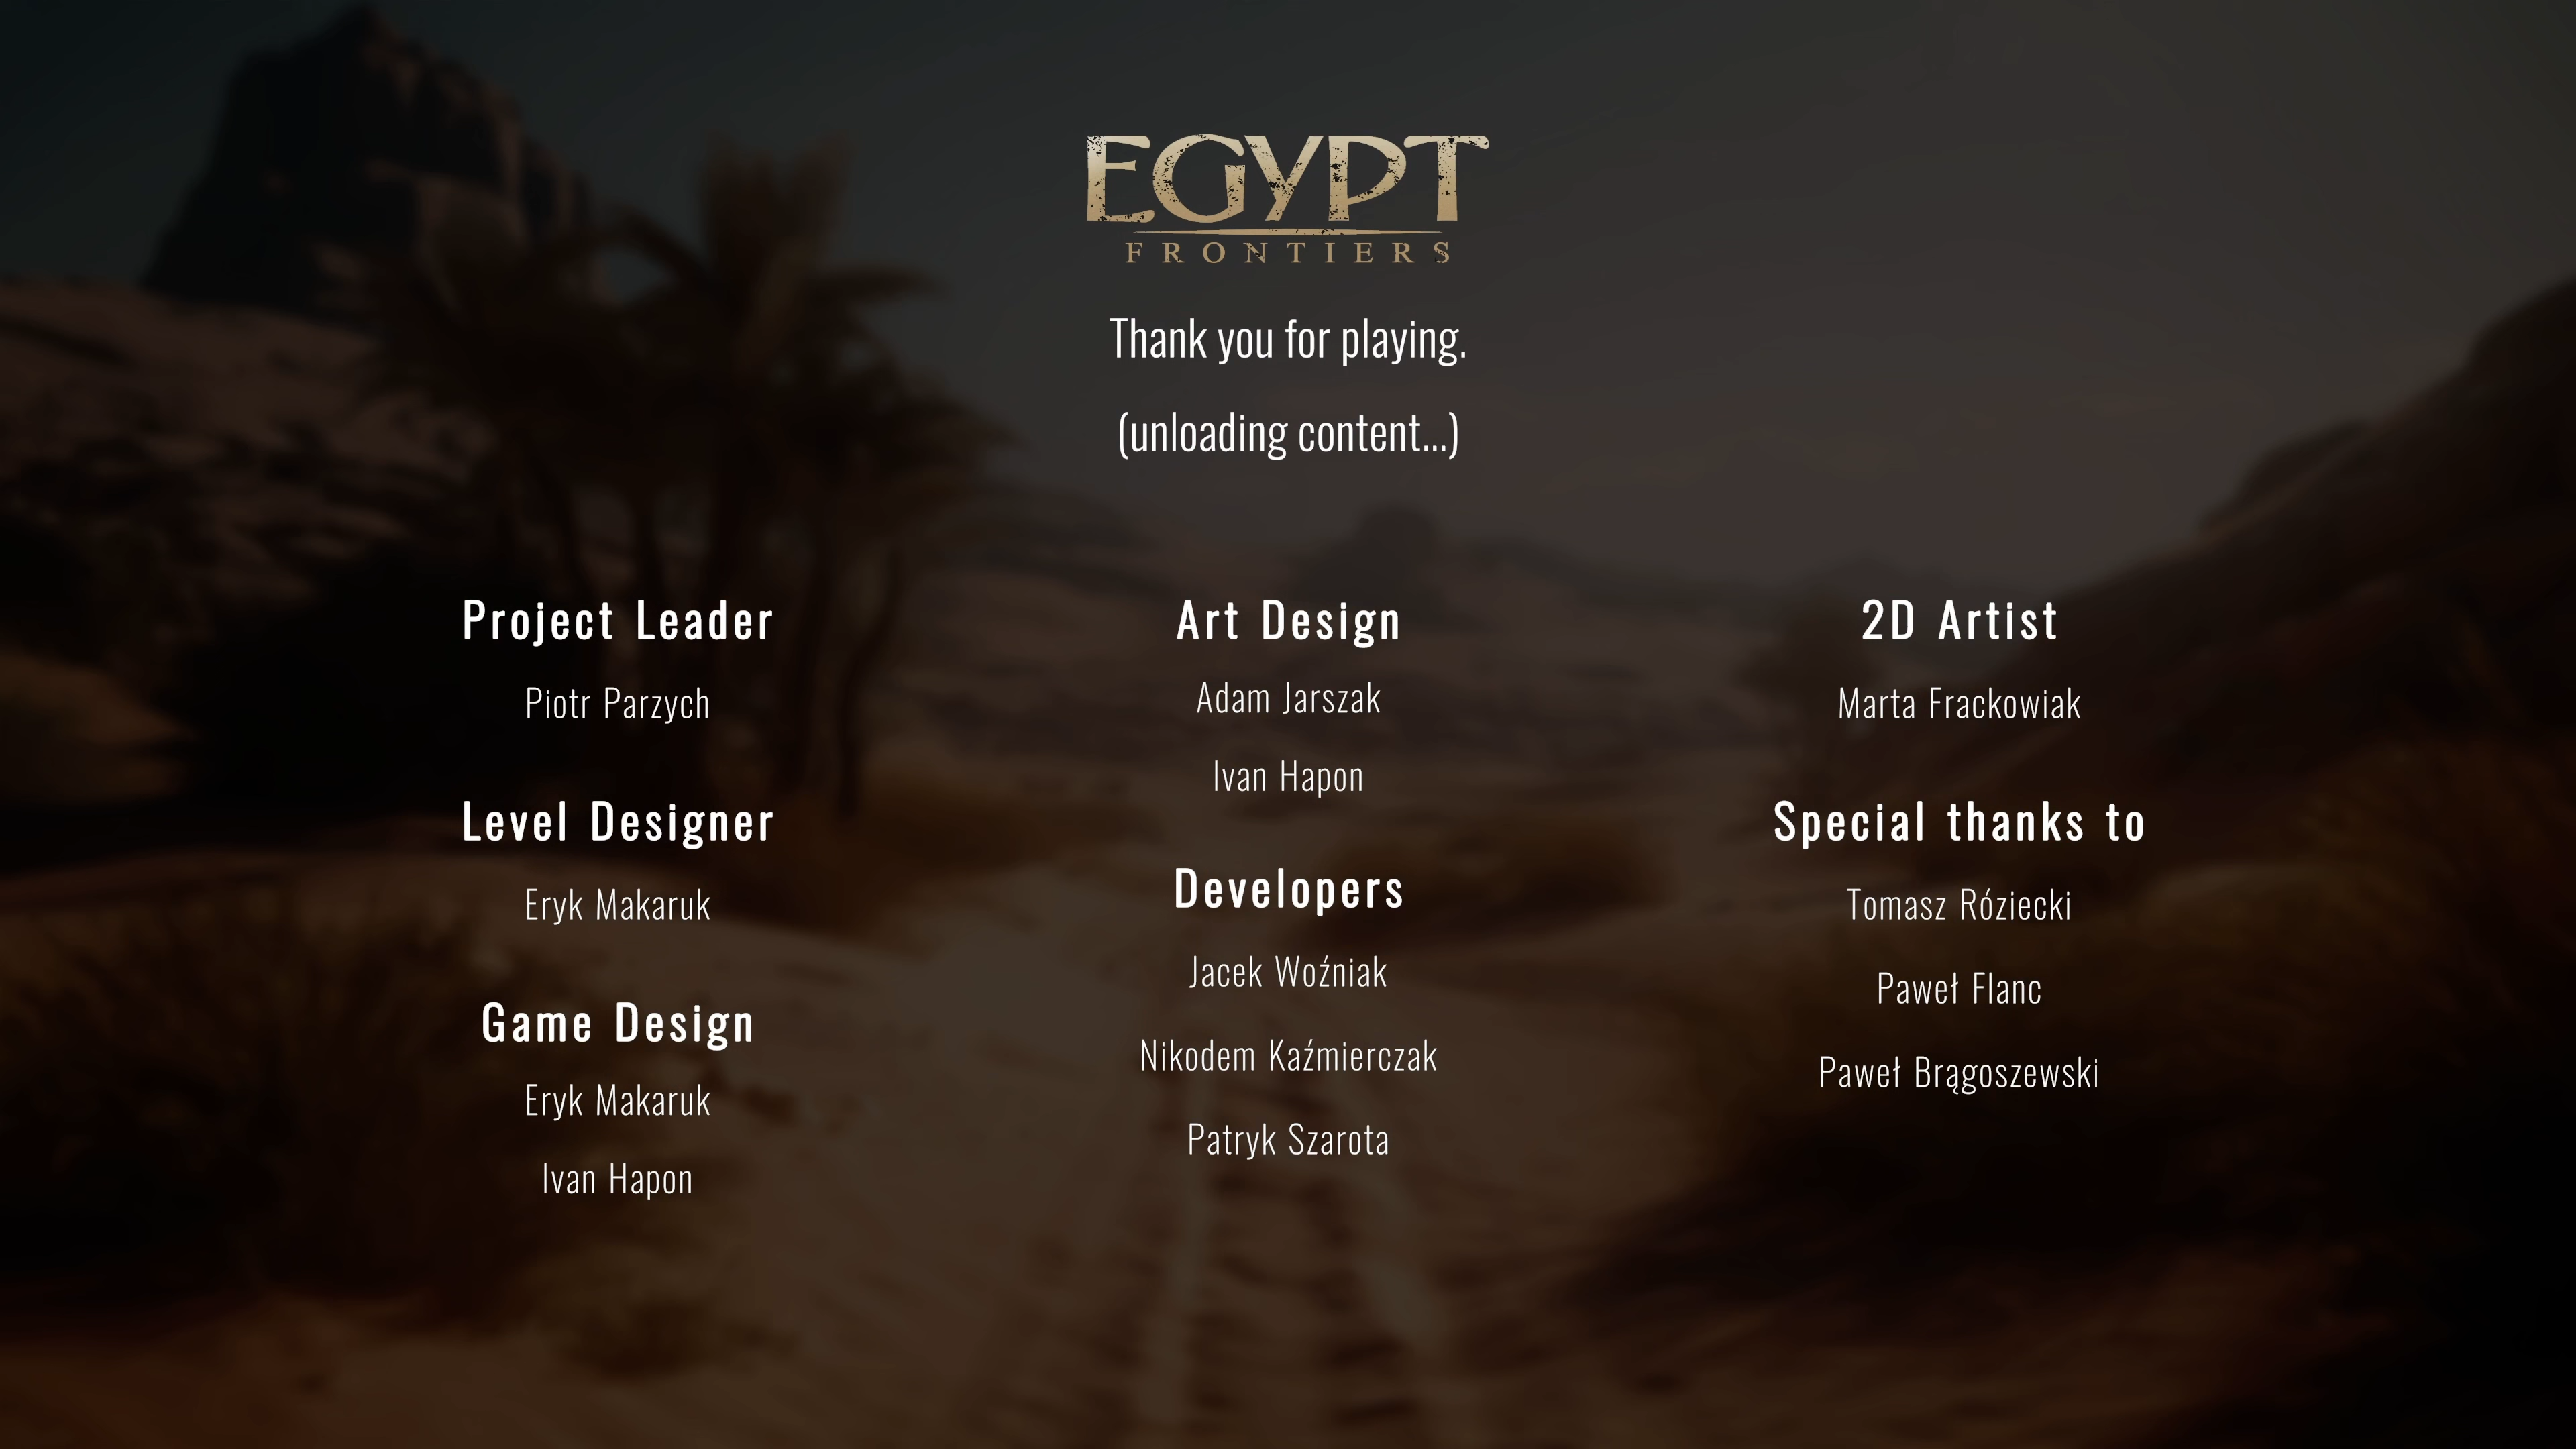 EGYPT
FRONTIERS
Thank you for playing.
(unloading content...)
Project Leader
Piotr Parzych
Level Designer
Eryk Makaruk
Game Design
Eryk Makaruk
Ivan Hapon
Art Design
Adam Jarszak
Ivan Hapon
Developers
Jacek Woźniak
Nikodem Kaźmierczak
Patryk Szarota
2D Artist
Marta Frackowiak
Special thanks to
Tomasz Róziecki
Paweł Flanc
Paweł Brągoszewski